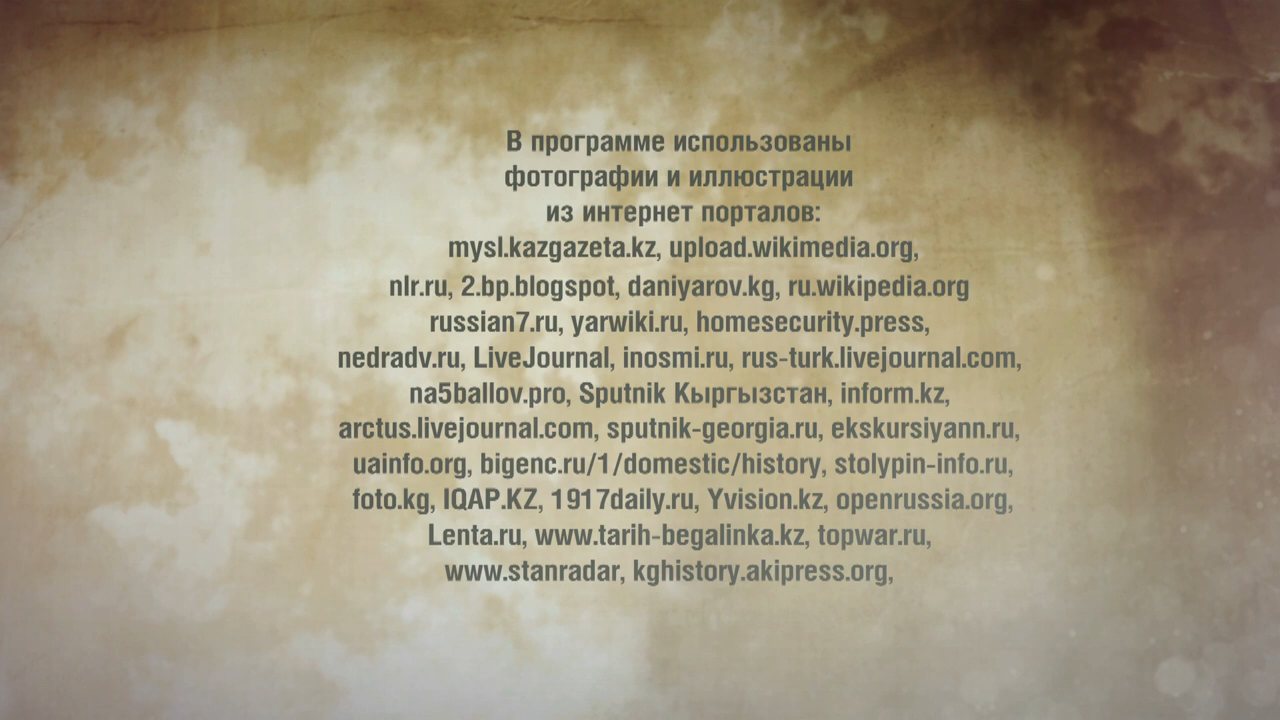 В программе использованы
фотографии и иллюстрации
из интернет порталов:
mysl.kazgazeta.kz, upload.wikimedia.org,
nlr.ru, 2.bp.blogspot, daniyarov.kg, ru.wikipedia.org
russian7.ru, yarwiki.ru, homesecurity.press,
nedradv.ru, LiveJournal, inosmi.ru, rus-turk.livejournal.com,
na5ballov.pro, Sputnik Кыргызстан, inform.kz,
arctus.livejournal.com, sputnik-georgia.ru, ekskursiyann.ru,
uainfo.org, bigenc.ru/1/domestic/history, stolypin-info.ru,
foto.kg, IQAP.KZ, 1917daily.ru, Yvision.kz, openrussia.org,
Lenta.ru, www.tarih-begalinka.kz, topwar.ru,
www.stanradar, kghistory.akipress.org,